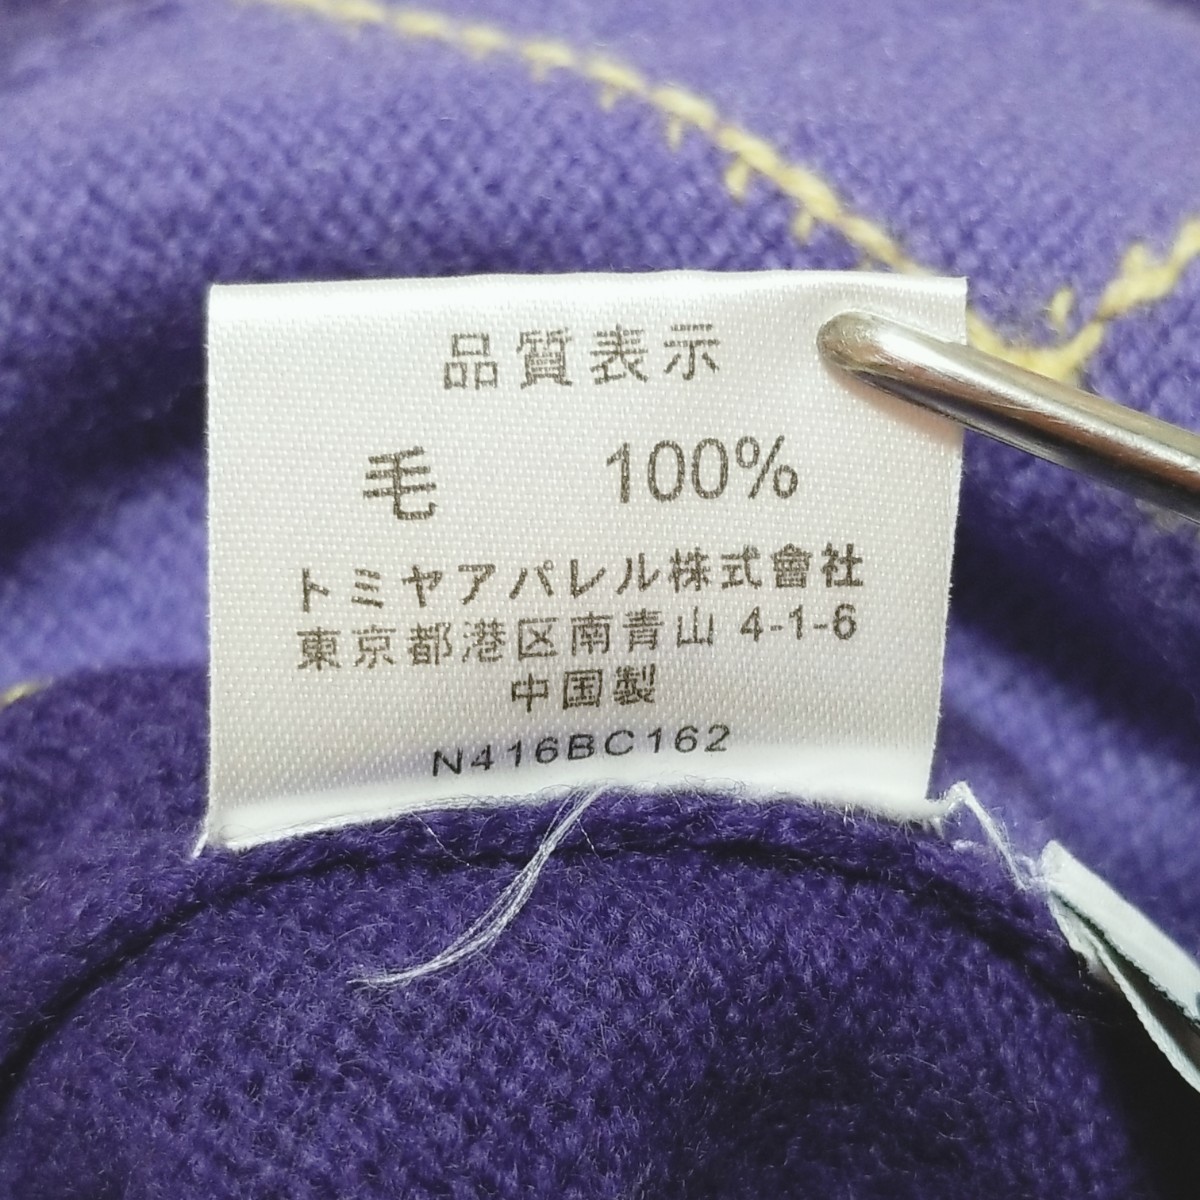 品質表示
毛 100%
トミヤアパレル株式會社
東京都港区南青山 4-1-6
中国製
N416BC162